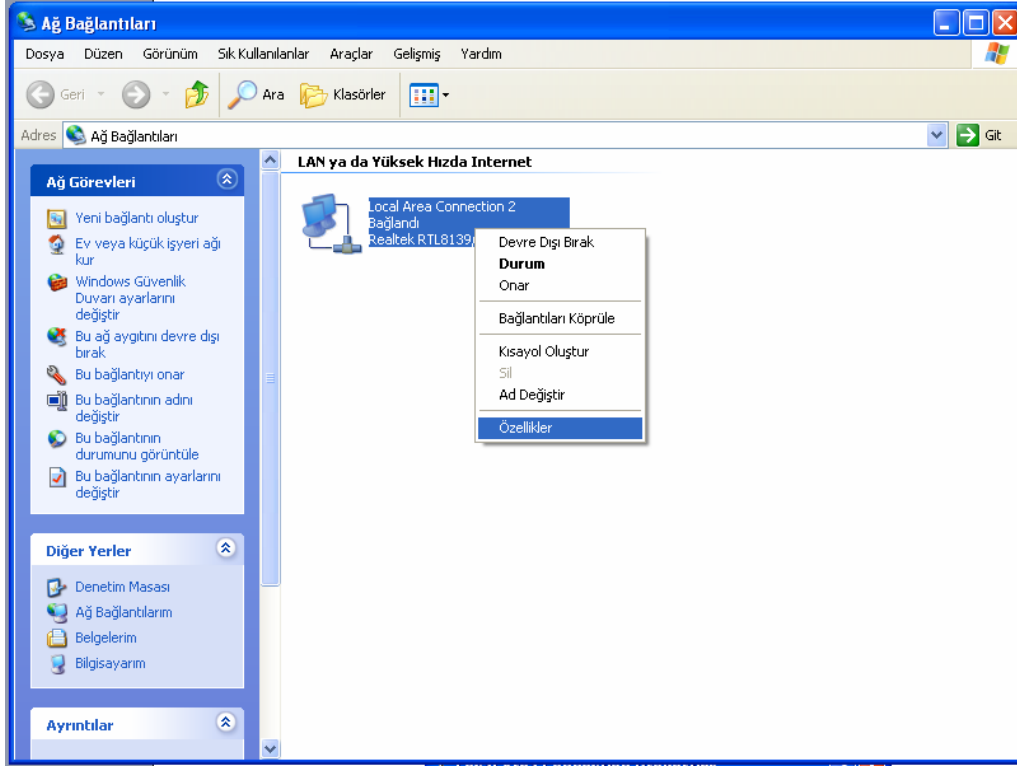 Ağ Bağlantıları
Dosya Düzen Görünüm Sık Kullanılanlar Araçlar Gelişmiş Yardım
Geri Ara Klasörler
Adres Ağ Bağlantıları Git
Ağ Görevleri
Yeni bağlantı oluştur
Ev veya küçük işyeri ağı
kur
Windows Güvenlik
Duvarı ayarlarını
değiştir
Bu ağ aygıtını devre dışı
bırak
Bu bağlantıyı onar
Bu bağlantının adını
değiştir
Bu bağlantının
durumunu görüntüle
Bu bağlantının ayarlarını
değiştir
Diğer Yerler
Denetim Masası
Ağ Bağlantılarım
Belgelerim
Bilgisayarım
Ayrıntılar
LAN ya da Yüksek Hızda Internet
Local Area Connection 2
Bağlandı
Realtek RTL8139
Devre Dışı Bırak
Durum
Onar
Bağlantıları Köprüle
Kısayol Oluştur
Sil
Ad Değiştir
Özellikler